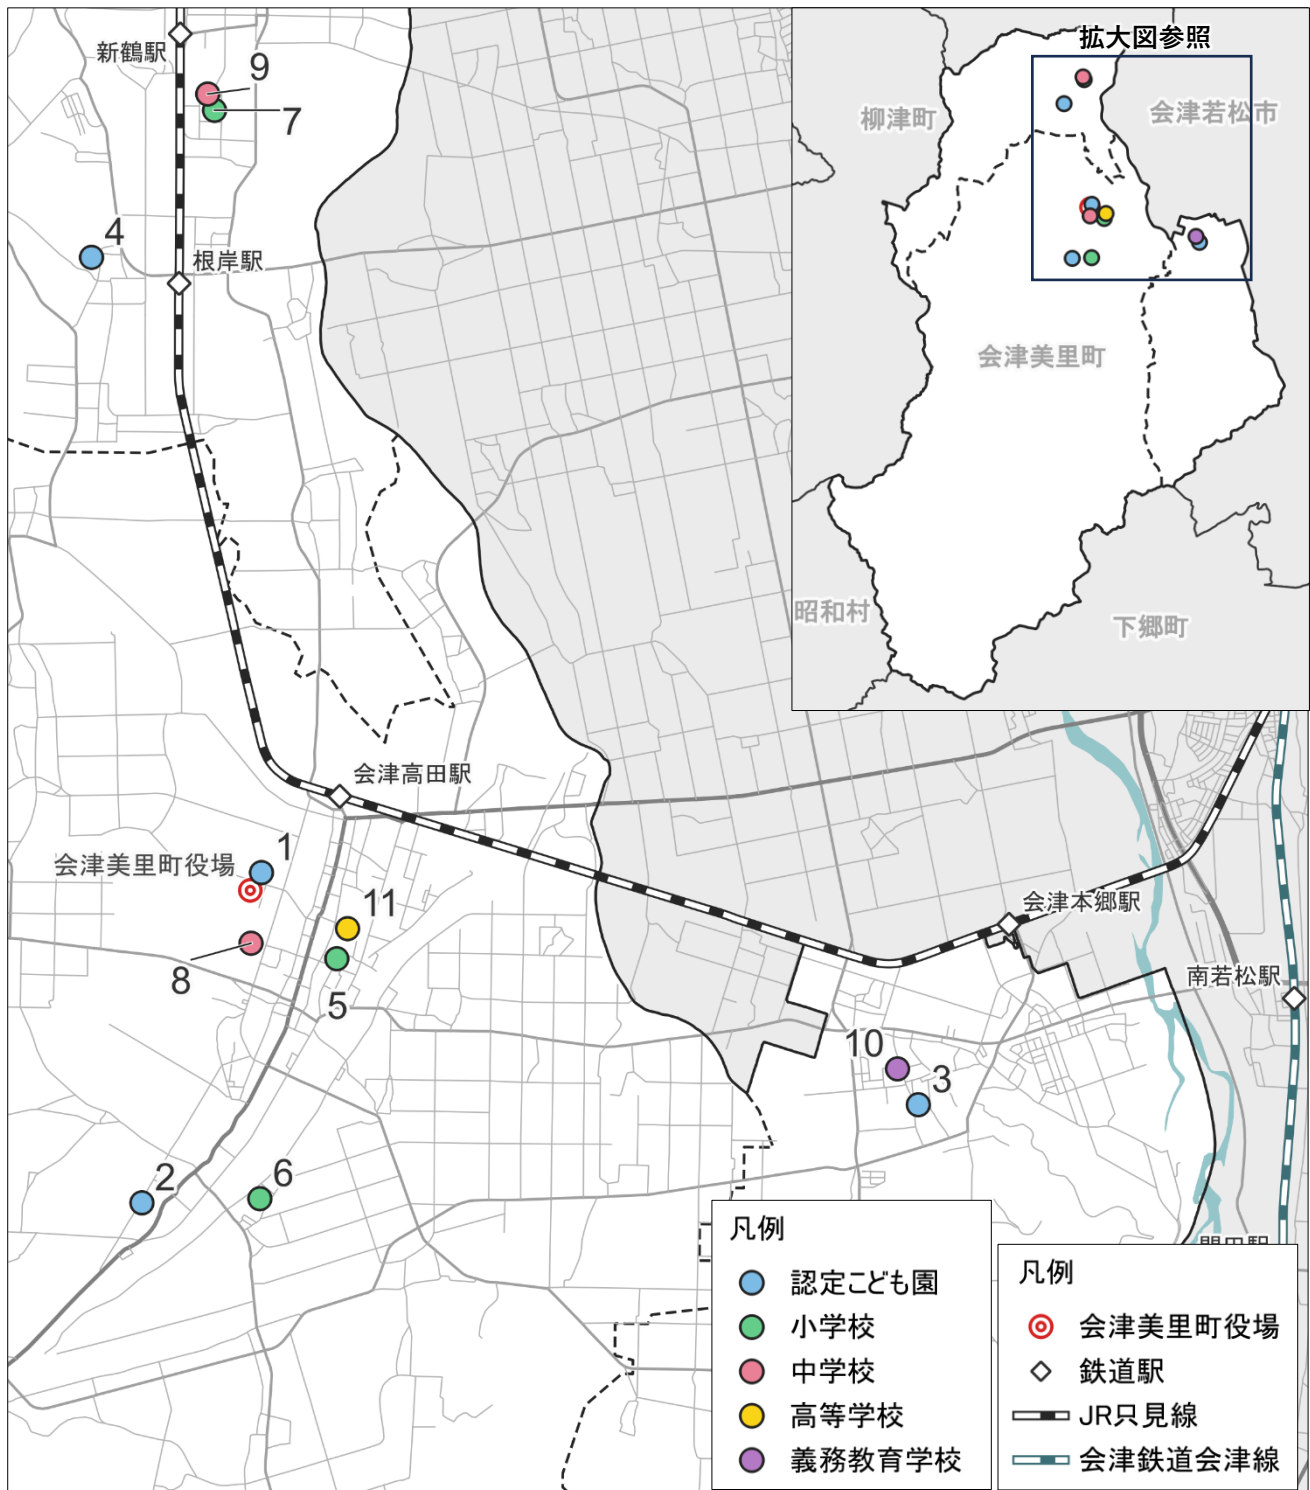 新鶴駅
9
7
4
根岸駅
拡大図参照
柳津町
会津若松市
会津美里町
昭和村
下郷町
会津高田駅
会津美里町役場
1
11
8
5
会津本郷駅
南若松駅
10
3
2
6
凡例
認定こども園
小学校
中学校
高等学校
義務教育学校
凡例
会津美里町役場
鉄道駅
JR只見線
会津鉄道会津線